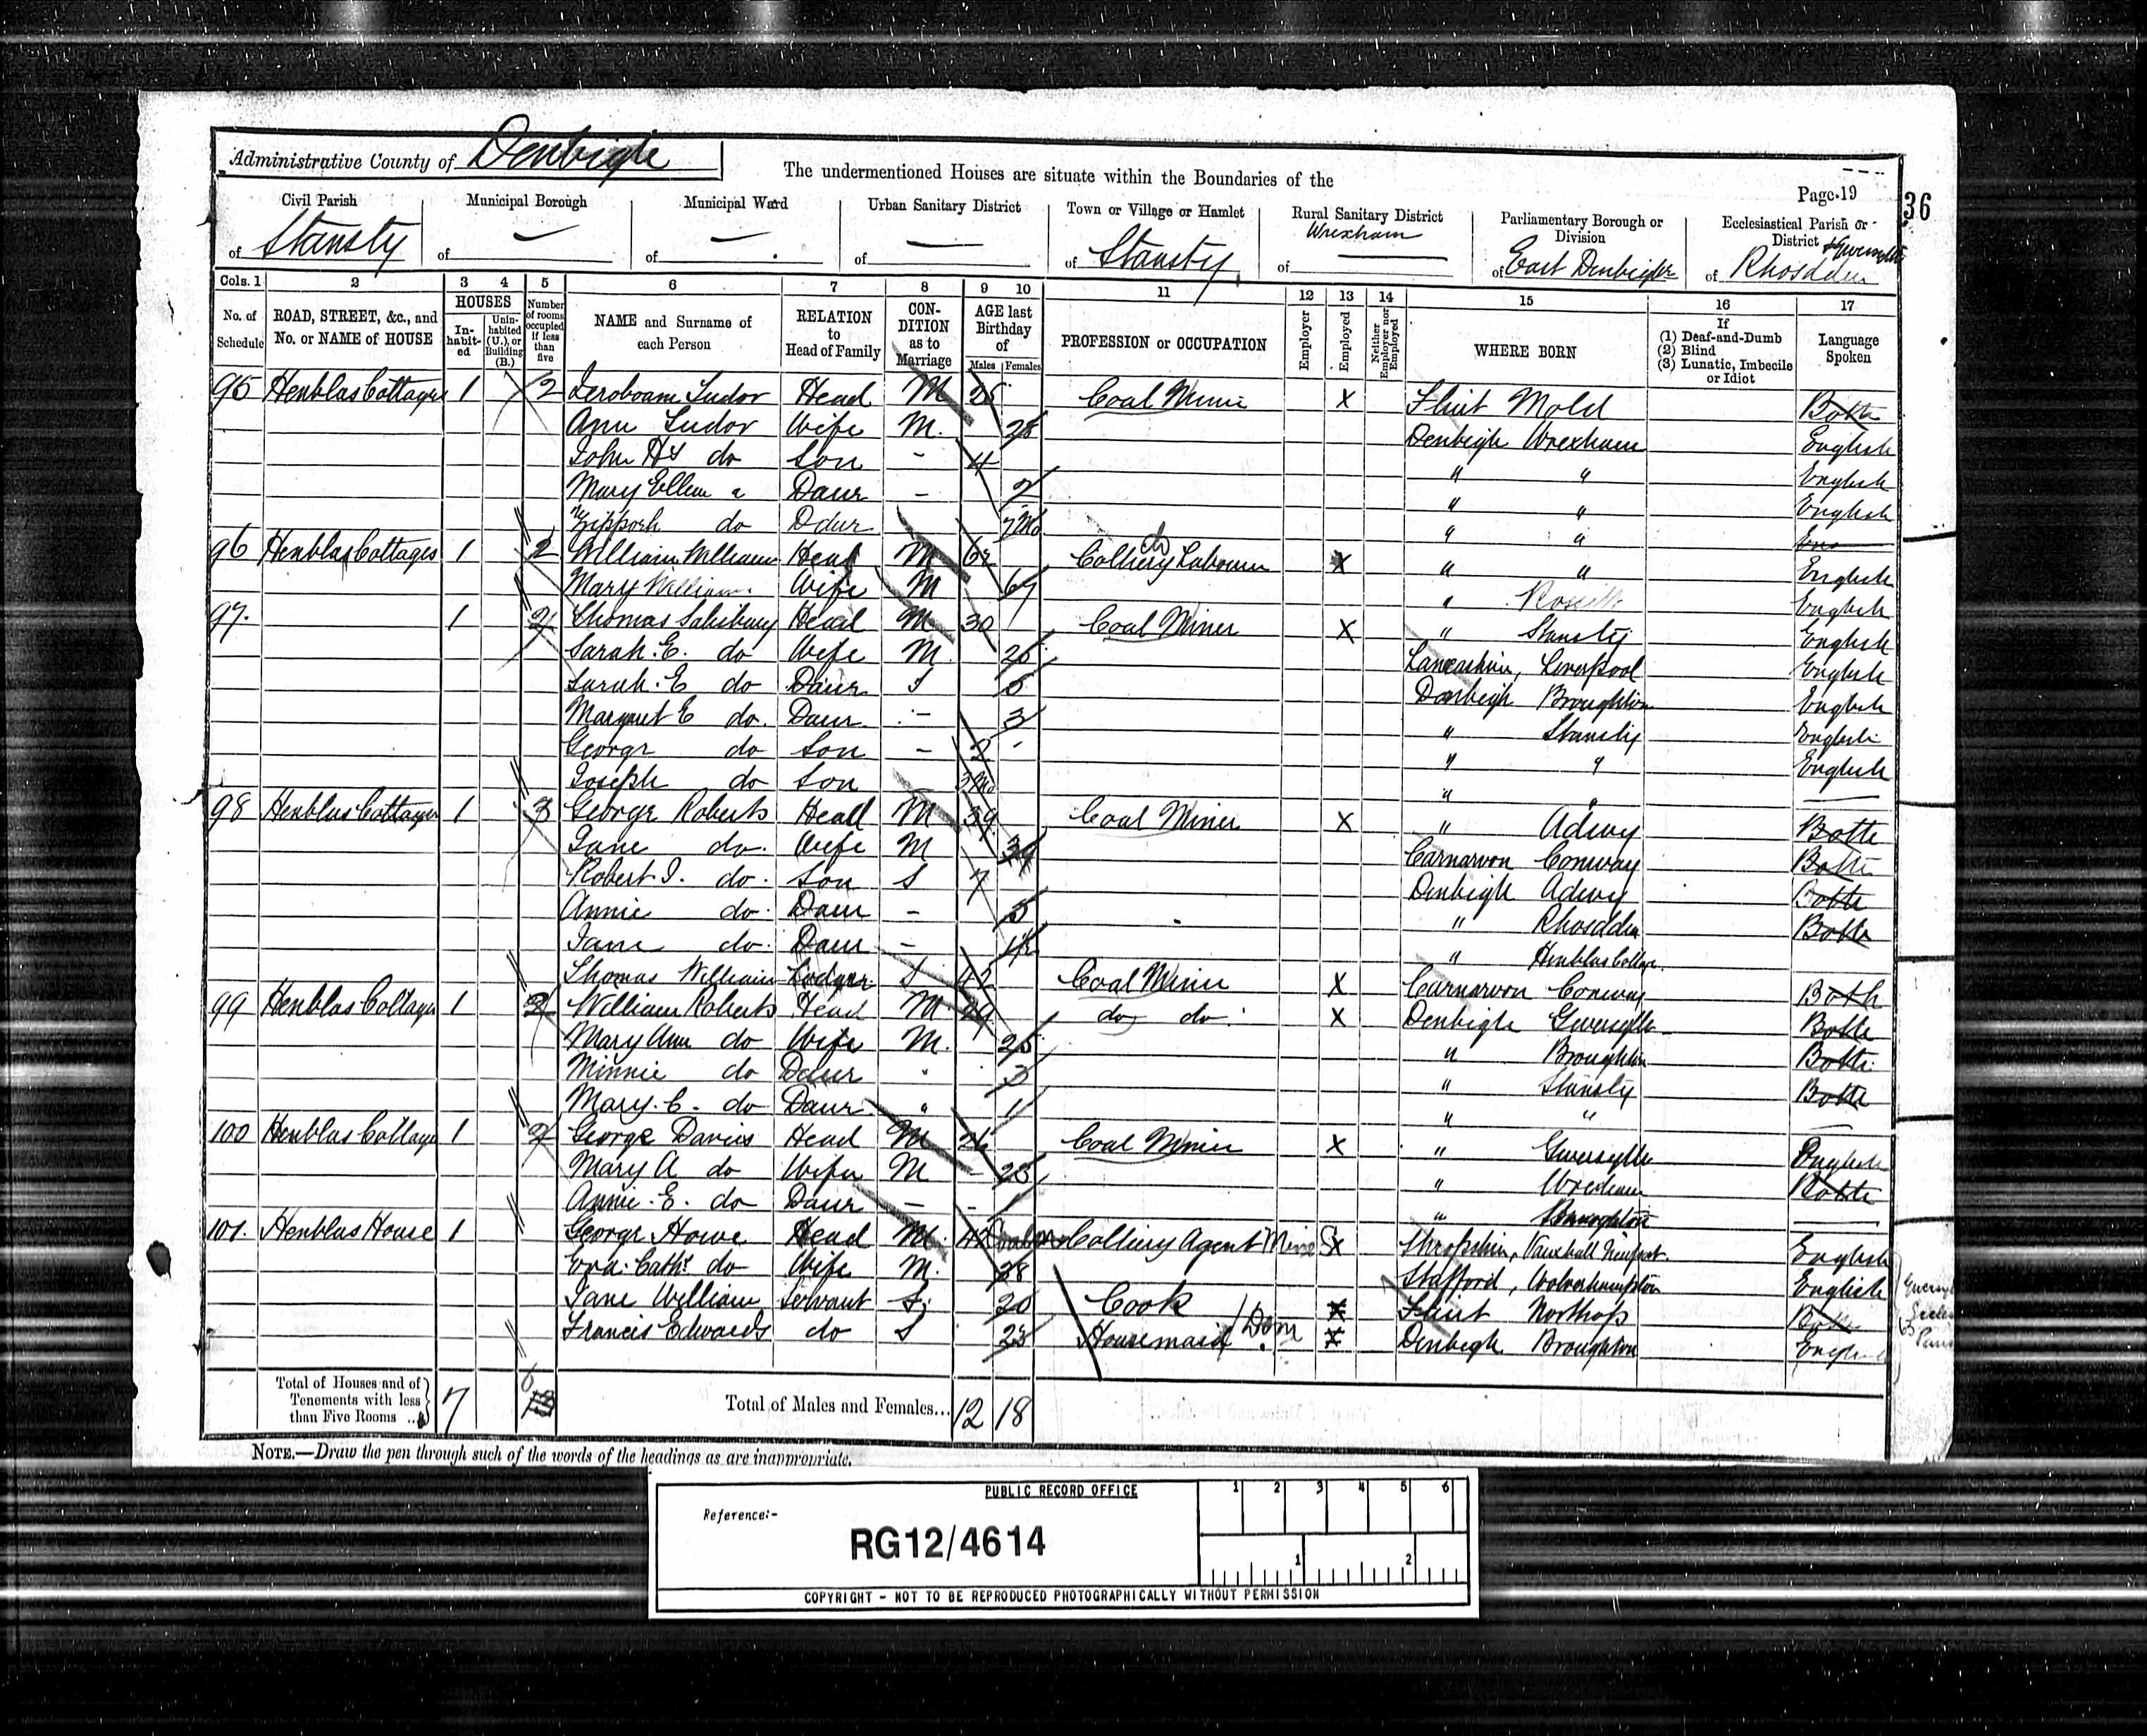 Administrative County of Denbigh
The undermentioned Houses are situate within the Boundaries of the
Page 19
36
Civil Parish Municipal Borough Municipal Ward Urban Sanitary District Town or Village or Hamlet Rural Sanitary District Parliamentary Borough or Division Ecclesiastical Parish or District
of Stansty of — of — of — of Stansty of Wrexham of East Denbigh of Rhosddu
Cols. 1 2 3 4 5 6 7 8 9 10 11 12 13 14 15 16 17
No. of Schedule ROAD, STREET, &c., and No. or NAME of HOUSE HOUSES Inhabited Uninhabited (U.), or Building (B.) Number of rooms occupied if less than five NAME and Surname of each Person RELATION to Head of Family CONDITION as to Marriage AGE last Birthday of Males Females PROFESSION or OCCUPATION Employer Employed Neither Employer nor Employed WHERE BORN If (1) Deaf-and-Dumb (2) Blind (3) Lunatic, Imbecile or Idiot Language Spoken
95 Henblas Cottages 1 2 Jeroboam Tudor Head M 28 Coal Miner X Flint Mold Both
Ann Tudor Wife M. 28 Denbigh Wrexham English
John Hy do Son - 4 " " English
Mary Ellen Daur - 2 " " English
Zipporh do Daur 7Mo " "
96 Henblas Cottages 1 2 William Williams Head M 62 Colliery Labourer X " " English
Mary Williams Wife M 67 " English
97. 1 2 Thomas Salisbury Head M 30 Coal Miner X " Stansty English
Sarah. E. do Wife M. 26 Lancashire, Liverpool English
Sarah. E do Daur S 5 Denbigh Broughton English
Margaret E do. Daur - 3 " Stansty English
George do Son - 2 " " English
Joseph do Son 3Mo " "
98 Henblas Cottages 1 3 George Roberts Head M 39 Coal Miner X " Adwy Both
Jane do. Wife M 39 Carnarvon Conway Both
Robert J. do. Son S 7 Denbigh Adwy Both
Annie do. Daur - 5 " Rhosddu Both
Jane do. Daur - " Henblas Cottage
Thomas William Lodger S 42 Coal Miner X Carnarvon Conway Both
99 Henblas Cottages 1 William Roberts Head M 29 do do. X Denbigh Gwersyllt Both
Mary Ann do Wife M. 25 " Broughton Both
Minnie do Daur " 3 " Stansty Both
Mary. C. do Daur " 1 " "
100 Henblas Cottage 1 2 George Davies Head M 26 Coal Miner X " Gwersyllt English
Mary A do Wife M 23 " Wrexham Both
Annie. E. do Daur - 1 " Broughton
101. Henblas House 1 George Howe Head M. 42 Colliery Agent Mine X Shropshire, Vauxhall Newport English
Eva Cathe do Wife M. 38 Stafford, Wolverhampton English
Jane William Servant S. 20 Cook X Flint Northop Both
Francis Edwards do S 23 Housemaid Dom X Denbigh Broughton English
Total of Houses and of Tenements with less than Five Rooms 7 6
Total of Males and Females... 12 18
NOTE.—Draw the pen through such of the words of the headings as are inappropriate.
PUBLIC RECORD OFFICE
Reference:-
RG12/4614
1 2 3 4 5 6
1 2
COPYRIGHT - NOT TO BE REPRODUCED PHOTOGRAPHICALLY WITHOUT PERMISSION